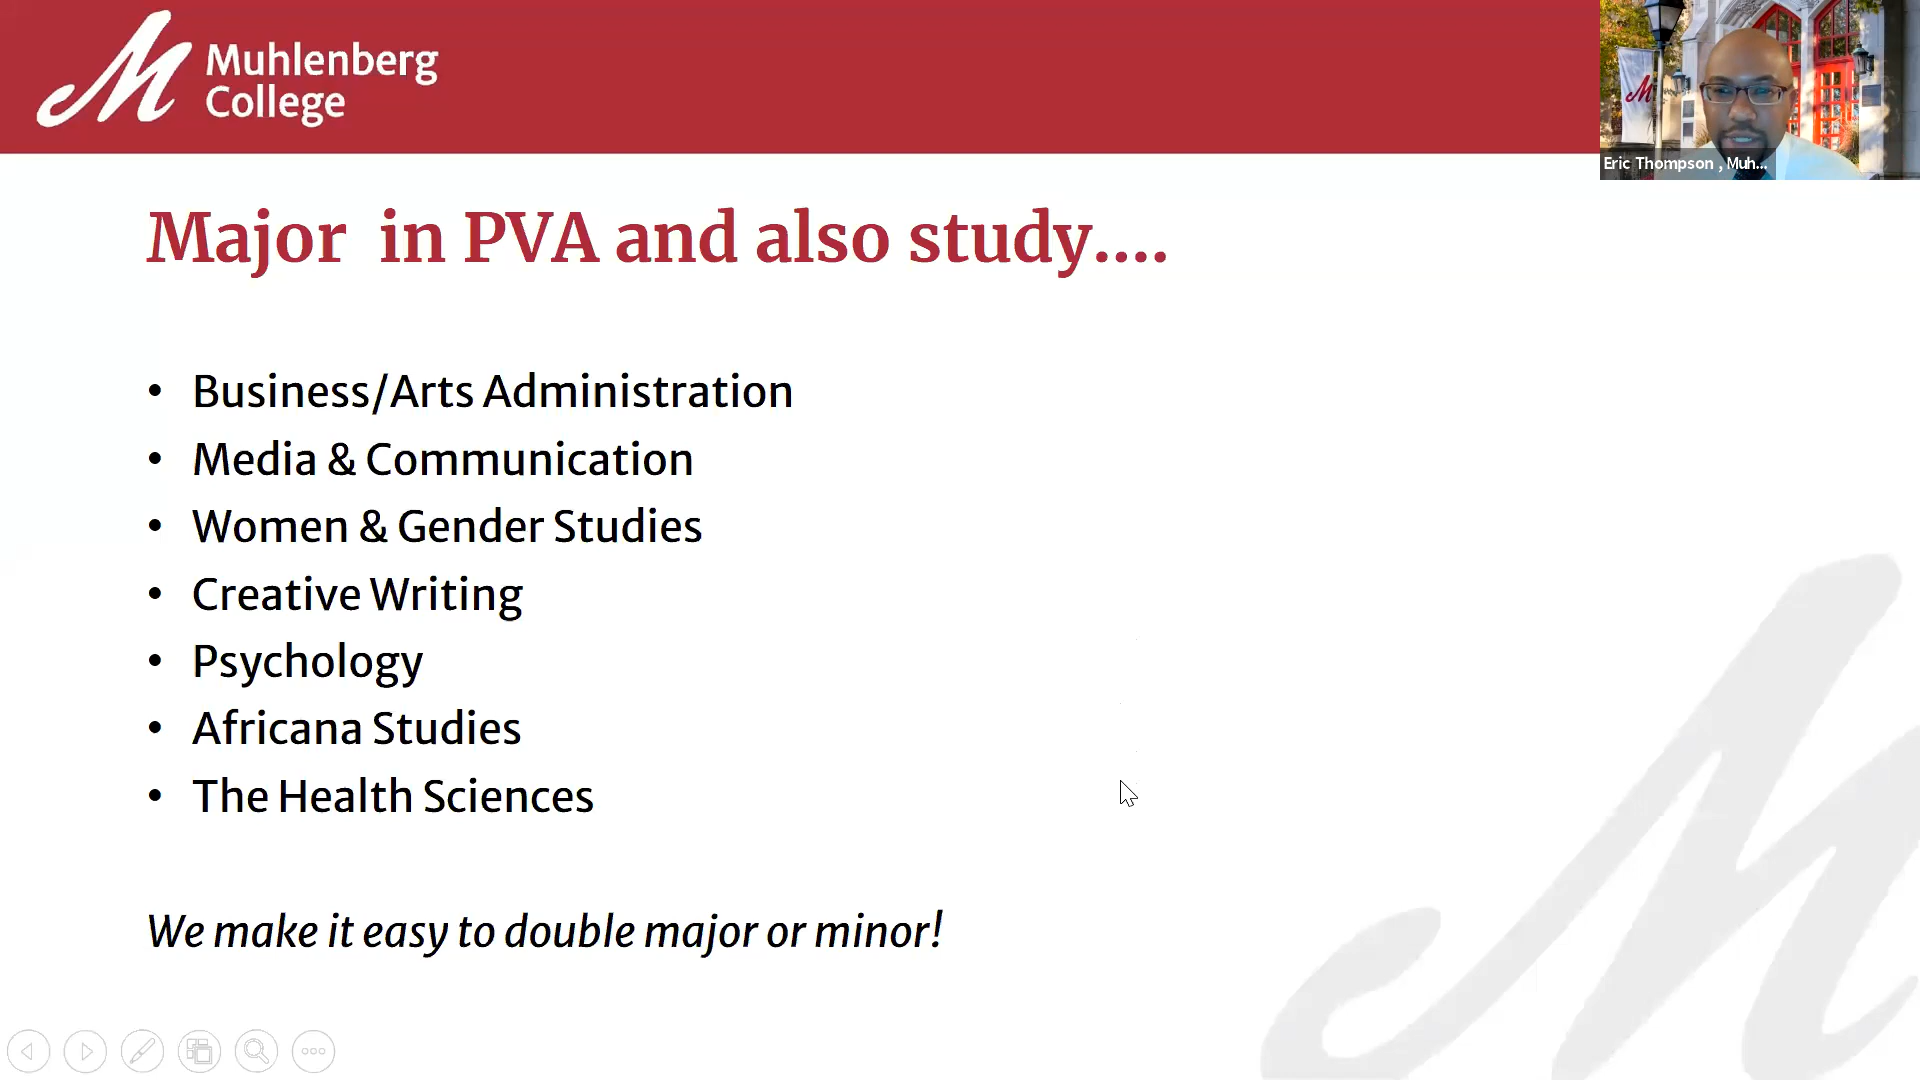 Muhlenberg
College
Eric Thompson , Muh...
Major in PVA and also study....
• Business/Arts Administration
• Media & Communication
• Women & Gender Studies
• Creative Writing
• Psychology
• Africana Studies
• The Health Sciences
We make it easy to double major or minor!